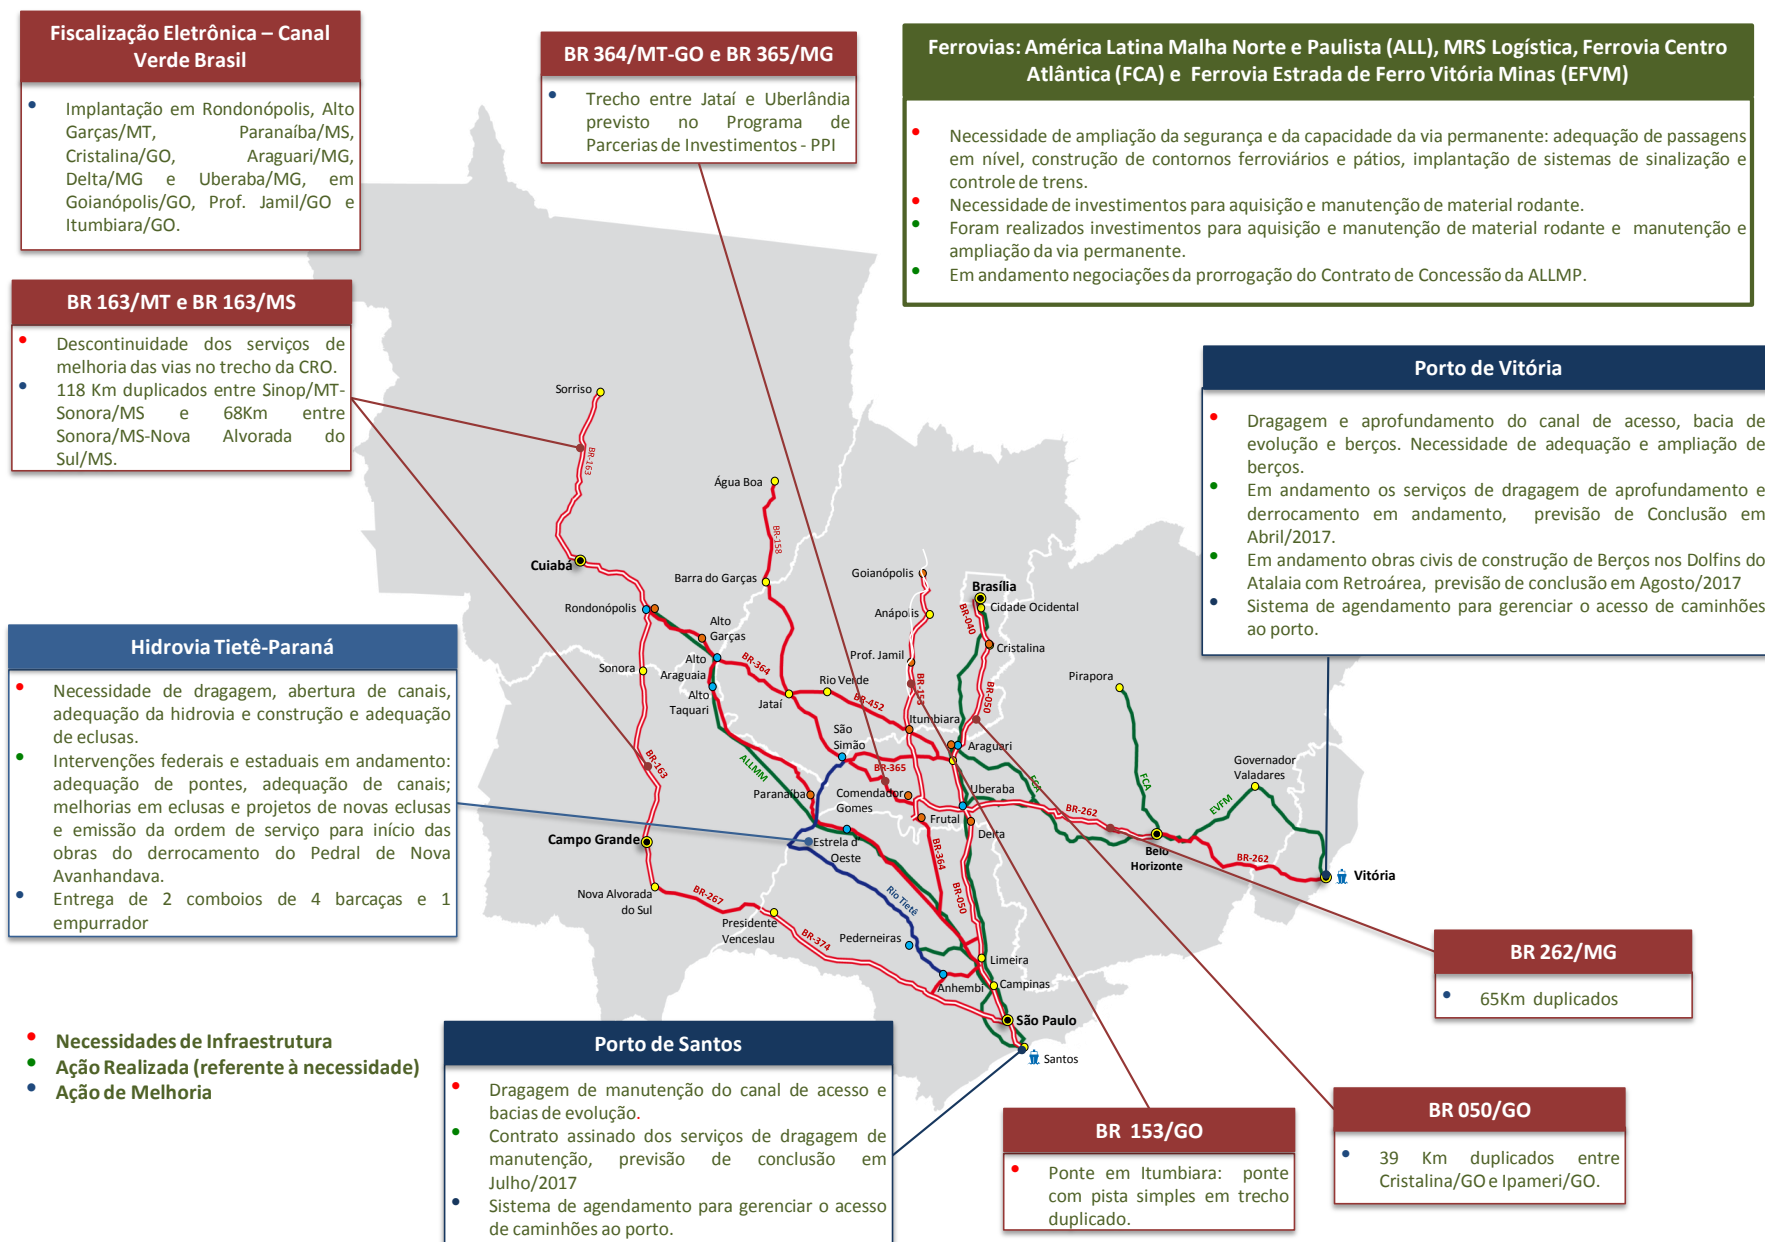 Fiscalização Eletrônica – Canal
Verde Brasil
• Implantação em Rondonópolis, Alto
Garças/MT, Paranaíba/MS,
Cristalina/GO, Araguari/MG,
Delta/MG e Uberaba/MG, em
Goianópolis/GO, Prof. Jamil/GO e
Itumbiara/GO.
BR 364/MT-GO e BR 365/MG
• Trecho entre Jataí e Uberlândia
previsto no Programa de
Parcerias de Investimentos - PPI
Ferrovias: América Latina Malha Norte e Paulista (ALL), MRS Logística, Ferrovia Centro
Atlântica (FCA) e Ferrovia Estrada de Ferro Vitória Minas (EFVM)
• Necessidade de ampliação da segurança e da capacidade da via permanente: adequação de passagens
em nível, construção de contornos ferroviários e pátios, implantação de sistemas de sinalização e
controle de trens.
• Necessidade de investimentos para aquisição e manutenção de material rodante.
• Foram realizados investimentos para aquisição e manutenção de material rodante e manutenção e
ampliação da via permanente.
• Em andamento negociações da prorrogação do Contrato de Concessão da ALLMP.
BR 163/MT e BR 163/MS
• Descontinuidade dos serviços de
melhoria das vias no trecho da CRO.
• 118 Km duplicados entre Sinop/MT-
Sonora/MS e 68Km entre
Sonora/MS-Nova Alvorada do
Sul/MS.
Porto de Vitória
• Dragagem e aprofundamento do canal de acesso, bacia de
evolução e berços. Necessidade de adequação e ampliação de
berços.
• Em andamento os serviços de dragagem de aprofundamento e
derrocamento em andamento, previsão de Conclusão em
Abril/2017.
• Em andamento obras civis de construção de Berços nos Dolfins do
Atalaia com Retroárea, previsão de conclusão em Agosto/2017
• Sistema de agendamento para gerenciar o acesso de caminhões
ao porto.
Hidrovia Tietê-Paraná
• Necessidade de dragagem, abertura de canais,
adequação da hidrovia e construção e adequação
de eclusas.
• Intervenções federais e estaduais em andamento:
adequação de pontes, adequação de canais;
melhorias em eclusas e projetos de novas eclusas
e emissão da ordem de serviço para início das
obras do derrocamento do Pedral de Nova
Avanhandava.
• Entrega de 2 comboios de 4 barcaças e 1
empurrador
Sorriso
BR-163
Água Boa
BR-158
Cuiabá
Barra do Garças
Goianópolis
Brasília
Cidade Ocidental
Rondonópolis
Anápolis
BR-040
Alto
Garças
Cristalina
Prof. Jamil
Sonora
Alto
Araguaia
BR-364
Rio Verde
Pirapora
Alto
Taquari
Jataí
BR-452
BR-153
BR-050
Itumbiara
São
Simão
Araguari
BR-163
ALLMM
BR-365
FCA
FCA
Governador
Valadares
EVFM
Paranaíba
Comendador
Gomes
Uberaba
BR-262
Frutal
Delta
Campo Grande
Estrela d'
Oeste
BR-364
Belo
Horizonte
BR-262
Vitória
Nova Alvorada
do Sul
BR-267
Rio Tietê
BR-050
Presidente
Venceslau
BR-374
Pederneiras
Limeira
Anhembi
Campinas
São Paulo
Santos
BR 262/MG
• 65Km duplicados
• Necessidades de Infraestrutura
• Ação Realizada (referente à necessidade)
• Ação de Melhoria
Porto de Santos
• Dragagem de manutenção do canal de acesso e
bacias de evolução.
• Contrato assinado dos serviços de dragagem de
manutenção, previsão de conclusão em
Julho/2017
• Sistema de agendamento para gerenciar o acesso
de caminhões ao porto.
BR 153/GO
• Ponte em Itumbiara: ponte
com pista simples em trecho
duplicado.
BR 050/GO
• 39 Km duplicados entre
Cristalina/GO e Ipameri/GO.